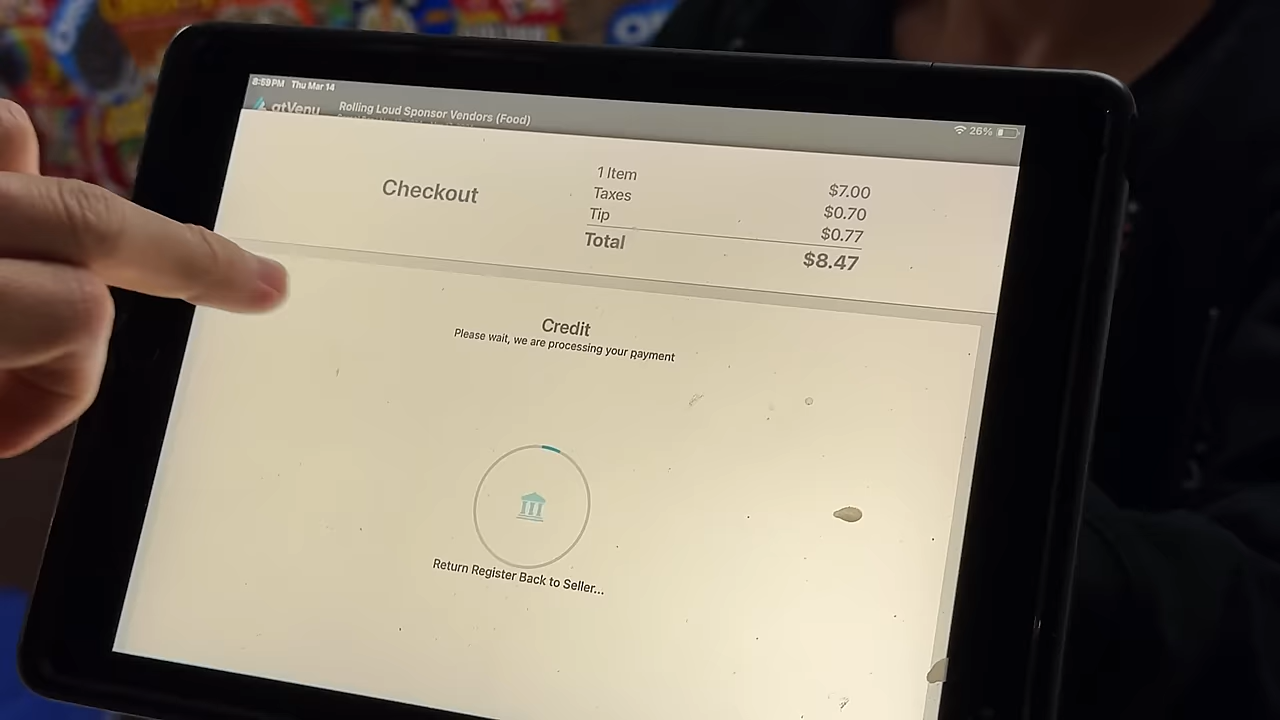 8:59 PM Thu Mar 14
26%
atVenu
Rolling Loud Sponsor Vendors (Food)
Checkout
1 Item $7.00
Taxes $0.70
Tip $0.77
Total $8.47
Credit
Please wait, we are processing your payment
Return Register Back to Seller...